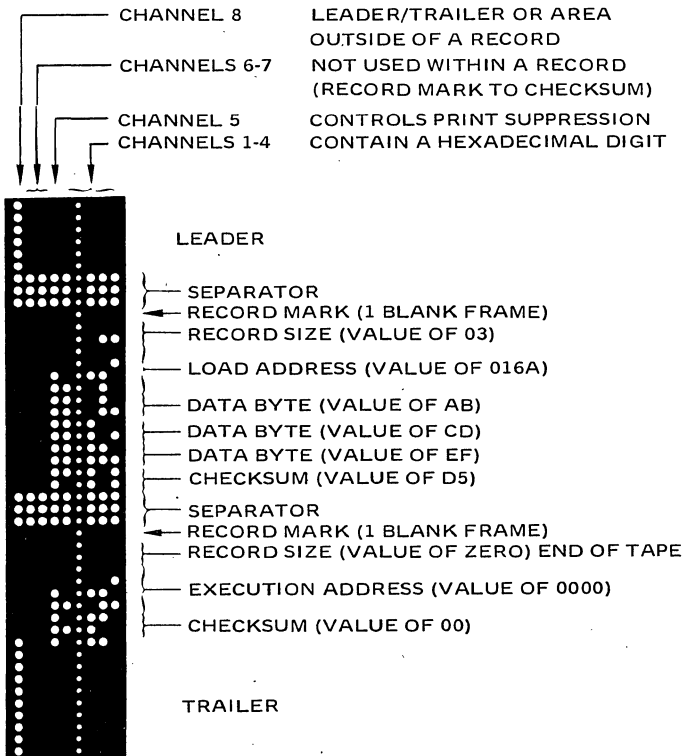 CHANNEL 8 LEADER/TRAILER OR AREA
OUTSIDE OF A RECORD
CHANNELS 6-7 NOT USED WITHIN A RECORD
(RECORD MARK TO CHECKSUM)
CHANNEL 5 CONTROLS PRINT SUPPRESSION
CHANNELS 1-4 CONTAIN A HEXADECIMAL DIGIT
LEADER
SEPARATOR
RECORD MARK (1 BLANK FRAME)
RECORD SIZE (VALUE OF 03)
LOAD ADDRESS (VALUE OF 016A)
DATA BYTE (VALUE OF AB)
DATA BYTE (VALUE OF CD)
DATA BYTE (VALUE OF EF)
CHECKSUM (VALUE OF D5)
SEPARATOR
RECORD MARK (1 BLANK FRAME)
RECORD SIZE (VALUE OF ZERO) END OF TAPE
EXECUTION ADDRESS (VALUE OF 0000)
CHECKSUM (VALUE OF 00)
TRAILER